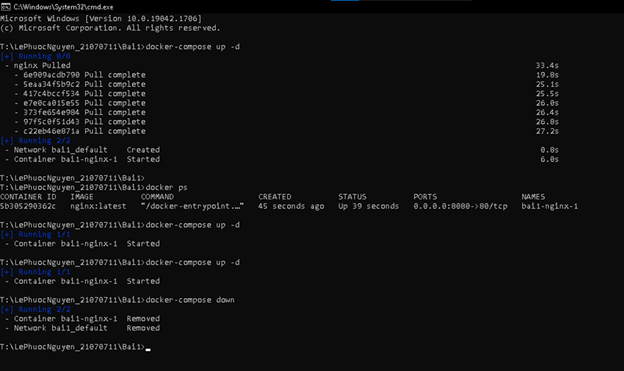 C:\Windows\System32\cmd.exe
Microsoft Windows [Version 10.0.19042.1706]
(c) Microsoft Corporation. All rights reserved.
T:\LePhuocNguyen_21070711\Bai1>docker-compose up -d
[+] Running 8/8
- nginx Pulled 33.4s
- 6e909acdb790 Pull complete 19.8s
- 5eaa34f5b9c2 Pull complete 25.1s
- 417c4bccf534 Pull complete 25.5s
- e7e0ca015e55 Pull complete 26.0s
- 373fe654e984 Pull complete 26.4s
- 97f5c0f51d43 Pull complete 26.8s
- c22eb46e871a Pull complete 27.2s
[+] Running 2/2
- Network bai1_default Created 0.8s
- Container bai1-nginx-1 Started 6.0s
T:\LePhuocNguyen_21070711\Bai1>
T:\LePhuocNguyen_21070711\Bai1>docker ps
CONTAINER ID IMAGE COMMAND CREATED STATUS PORTS NAMES
5b305290362c nginx:latest "/docker-entrypoint.…" 45 seconds ago Up 39 seconds 0.0.0.0:8080->80/tcp bai1-nginx-1
T:\LePhuocNguyen_21070711\Bai1>docker-compose up -d
[+] Running 1/1
- Container bai1-nginx-1 Started
T:\LePhuocNguyen_21070711\Bai1>docker-compose up -d
[+] Running 1/1
- Container bai1-nginx-1 Started
T:\LePhuocNguyen_21070711\Bai1>docker-compose down
[+] Running 2/2
- Container bai1-nginx-1 Removed
- Network bai1_default Removed
T:\LePhuocNguyen_21070711\Bai1>